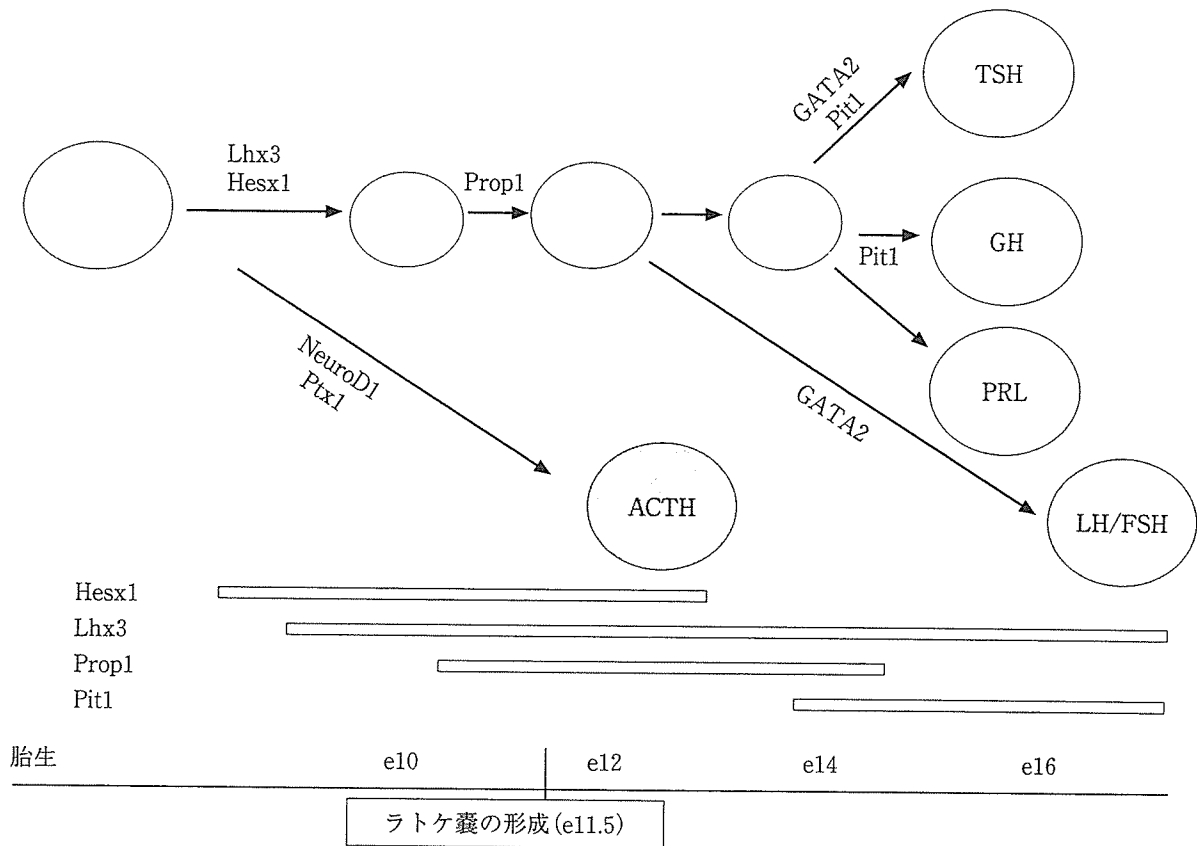 TSH
GATA2
Pit1
Lhx3
Hesx1
Prop1
Pit1
GH
PRL
NeuroD1
Ptx1
GATA2
ACTH
LH/FSH
Hesx1
Lhx3
Prop1
Pit1
胎生 e10 e12 e14 e16
ラトケ嚢の形成(e11.5)